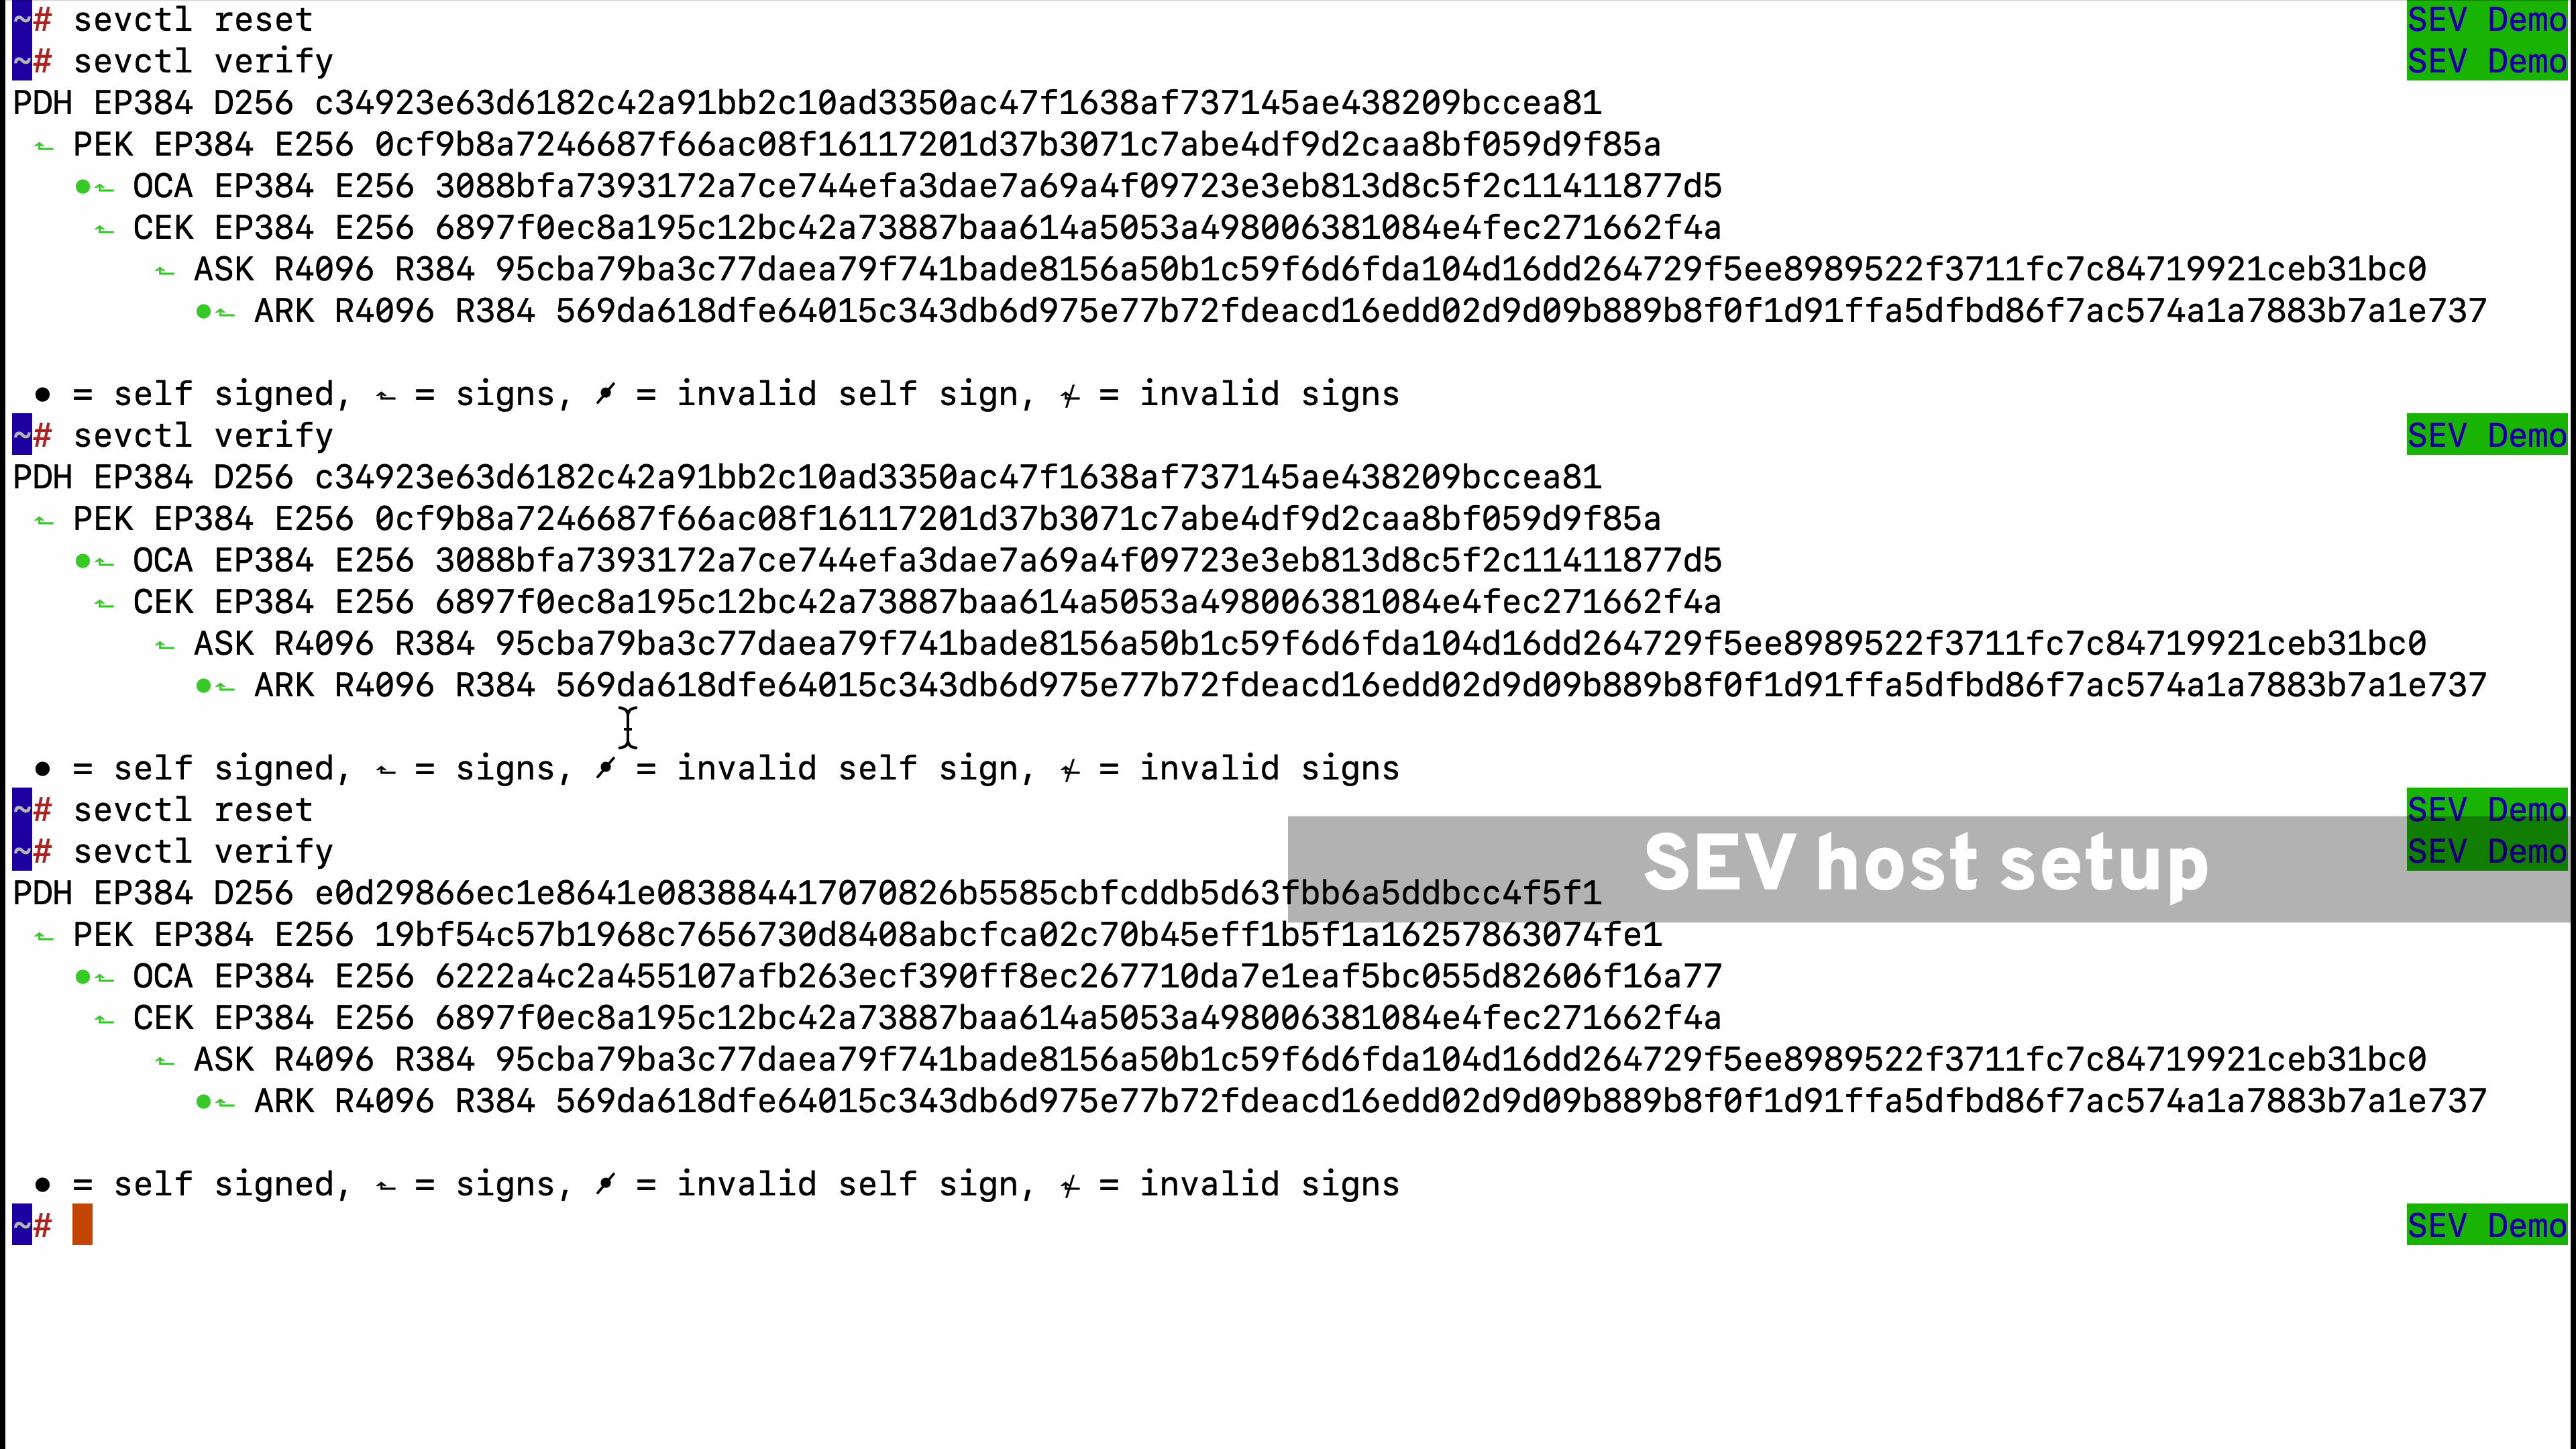 ~# sevctl reset SEV Demo
~# sevctl verify SEV Demo
PDH EP384 D256 c34923e63d6182c42a91bb2c10ad3350ac47f1638af737145ae438209bccea81
⬑ PEK EP384 E256 0cf9b8a7246687f66ac08f16117201d37b3071c7abe4df9d2caa8bf059d9f85a
•⬑ OCA EP384 E256 3088bfa7393172a7ce744efa3dae7a69a4f09723e3eb813d8c5f2c11411877d5
⬑ CEK EP384 E256 6897f0ec8a195c12bc42a73887baa614a5053a498006381084e4fec271662f4a
⬑ ASK R4096 R384 95cba79ba3c77daea79f741bade8156a50b1c59f6d6fda104d16dd264729f5ee8989522f3711fc7c84719921ceb31bc0
•⬑ ARK R4096 R384 569da618dfe64015c343db6d975e77b72fdeacd16edd02d9d09b889b8f0f1d91ffa5dfbd86f7ac574a1a7883b7a1e737
• = self signed, ⬑ = signs, •̷ = invalid self sign, ⬑̸ = invalid signs
~# sevctl verify SEV Demo
PDH EP384 D256 c34923e63d6182c42a91bb2c10ad3350ac47f1638af737145ae438209bccea81
⬑ PEK EP384 E256 0cf9b8a7246687f66ac08f16117201d37b3071c7abe4df9d2caa8bf059d9f85a
•⬑ OCA EP384 E256 3088bfa7393172a7ce744efa3dae7a69a4f09723e3eb813d8c5f2c11411877d5
⬑ CEK EP384 E256 6897f0ec8a195c12bc42a73887baa614a5053a498006381084e4fec271662f4a
⬑ ASK R4096 R384 95cba79ba3c77daea79f741bade8156a50b1c59f6d6fda104d16dd264729f5ee8989522f3711fc7c84719921ceb31bc0
•⬑ ARK R4096 R384 569da618dfe64015c343db6d975e77b72fdeacd16edd02d9d09b889b8f0f1d91ffa5dfbd86f7ac574a1a7883b7a1e737
• = self signed, ⬑ = signs, •̷ = invalid self sign, ⬑̸ = invalid signs
~# sevctl reset SEV Demo
~# sevctl verify SEV Demo
SEV host setup
PDH EP384 D256 e0d29866ec1e8641e083884417070826b5585cbfcddb5d63fbb6a5ddbcc4f5f1
⬑ PEK EP384 E256 19bf54c57b1968c7656730d8408abcfca02c70b45eff1b5f1a16257863074fe1
•⬑ OCA EP384 E256 6222a4c2a455107afb263ecf390ff8ec267710da7e1eaf5bc055d82606f16a77
⬑ CEK EP384 E256 6897f0ec8a195c12bc42a73887baa614a5053a498006381084e4fec271662f4a
⬑ ASK R4096 R384 95cba79ba3c77daea79f741bade8156a50b1c59f6d6fda104d16dd264729f5ee8989522f3711fc7c84719921ceb31bc0
•⬑ ARK R4096 R384 569da618dfe64015c343db6d975e77b72fdeacd16edd02d9d09b889b8f0f1d91ffa5dfbd86f7ac574a1a7883b7a1e737
• = self signed, ⬑ = signs, •̷ = invalid self sign, ⬑̸ = invalid signs
~# SEV Demo